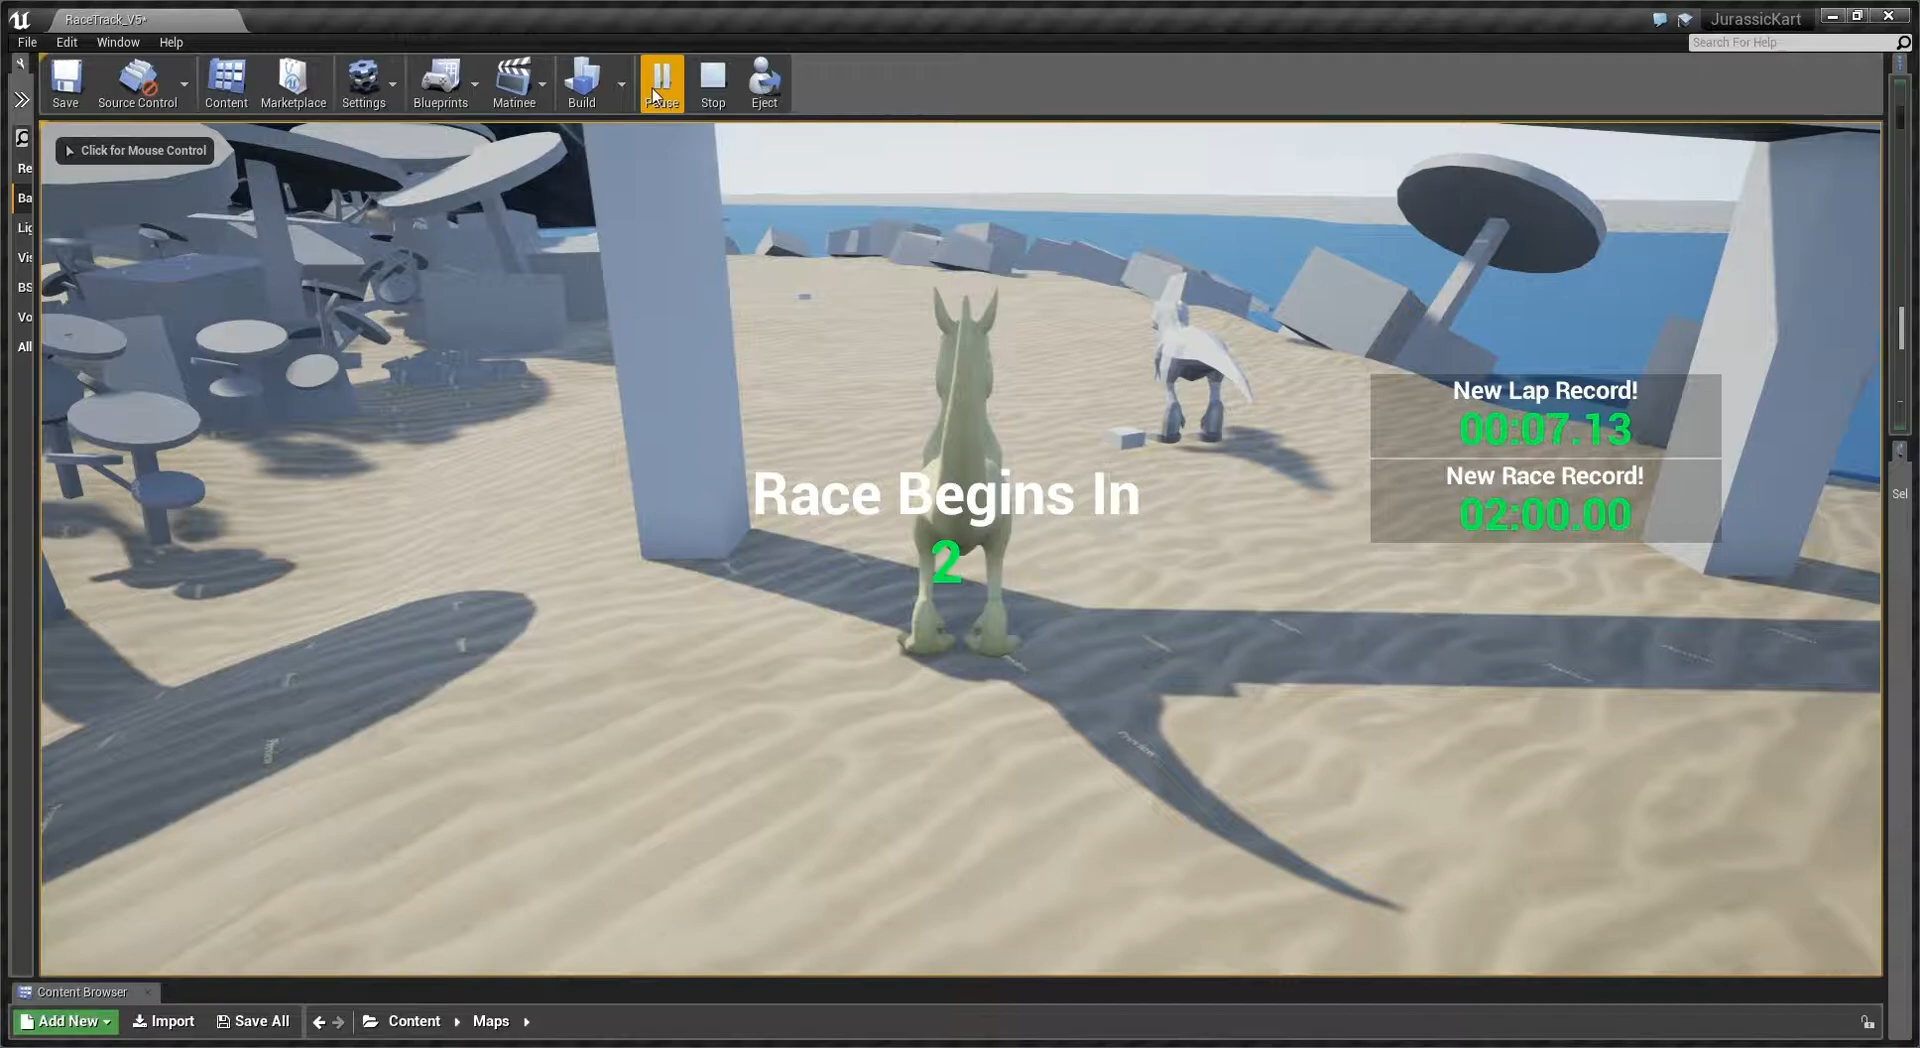 RaceTrack_V5*
JurassicKart
File Edit Window Help
Search For Help
Save
Source Control
Content
Marketplace
Settings
Blueprints
Matinee
Build
Pause
Stop
Eject
Click for Mouse Control
Re
Ba
Lig
Vis
BS
Vo
All
New Lap Record!
00:07.13
New Race Record!
02:00.00
Race Begins In
2
Sel
Preview
Content Browser
Add New
Import
Save All
Content
Maps